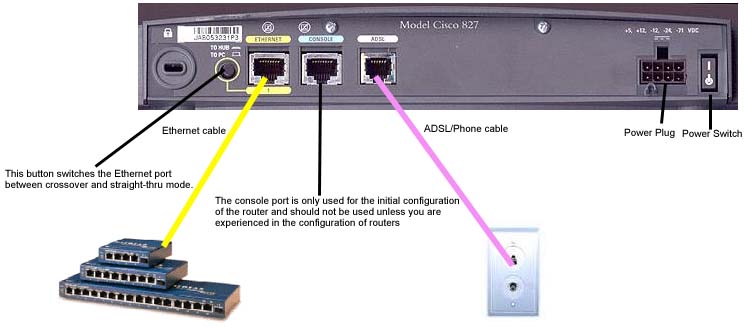 Model Cisco 827
JAB053231P3
ETHERNET
CONSOLE
ADSL
+5, +12, -12, -24, -71 VDC
TO HUB
TO PC
1
Ethernet cable
ADSL/Phone cable
Power Plug
Power Switch
This button switches the Ethernet port
between crossover and straight-thru mode.
The console port is only used for the initial configuration
of the router and should not be used unless you are
experienced in the configuration of routers